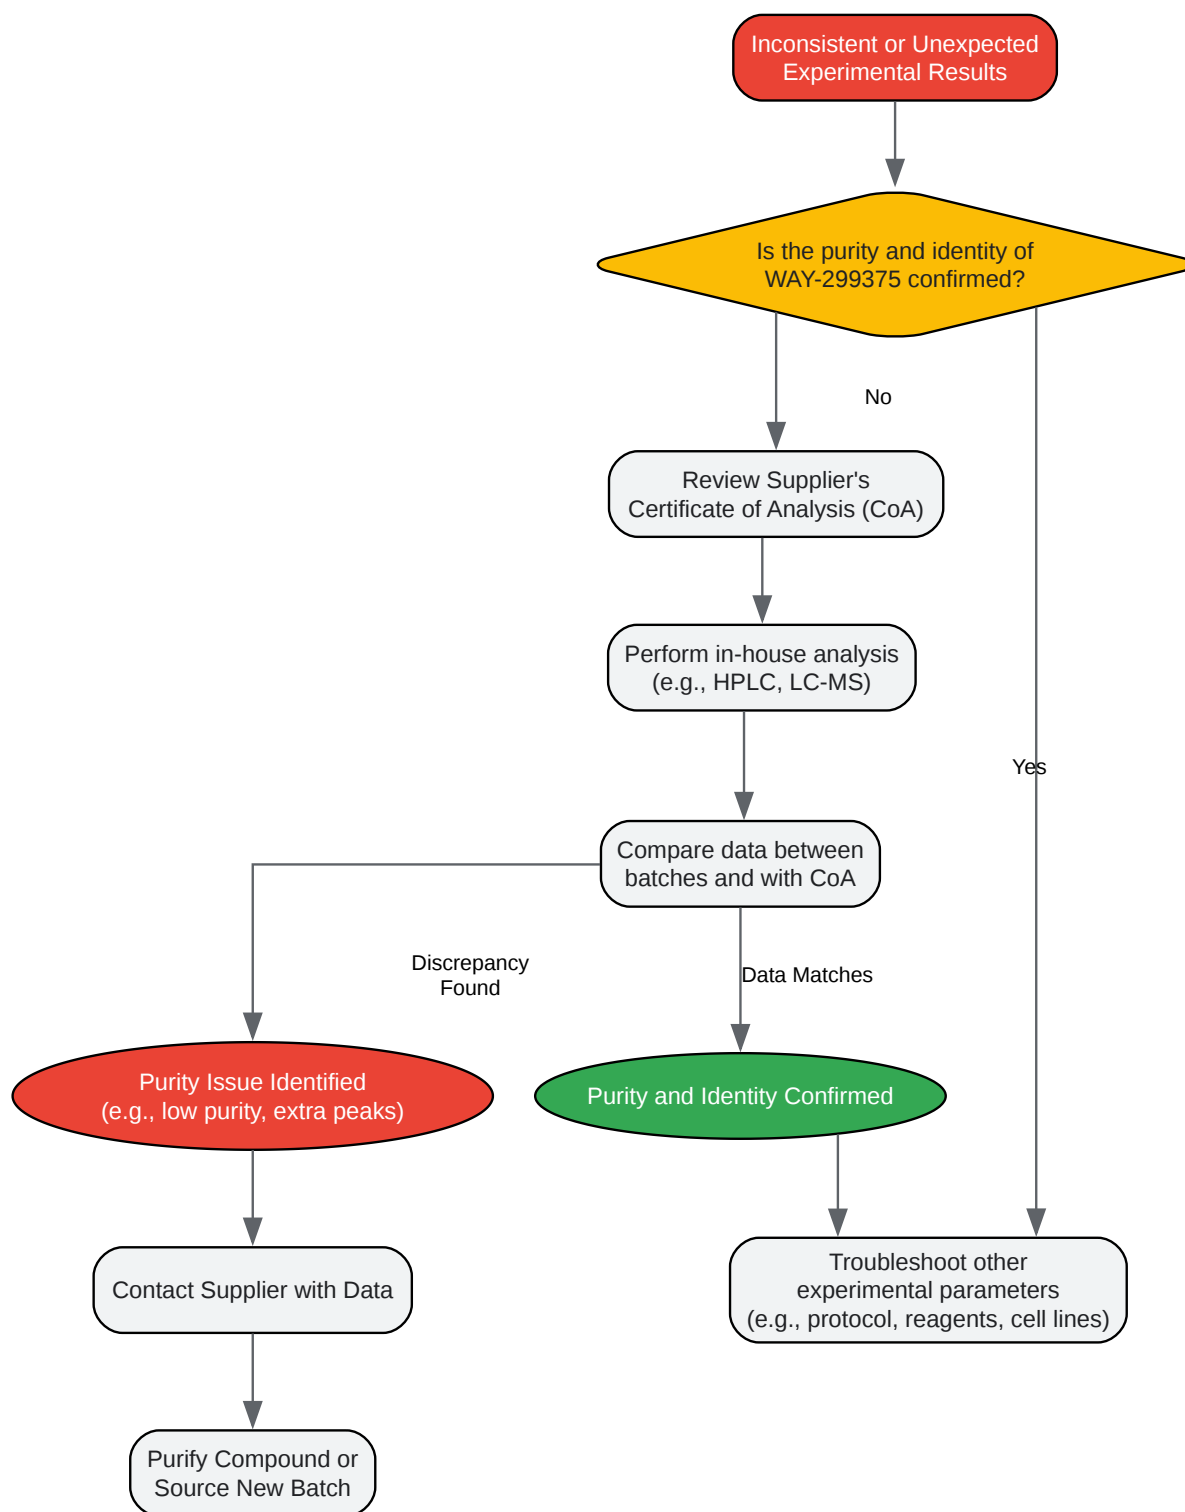 Inconsistent or Unexpected
Experimental Results
Is the purity and identity of
WAY-299375 confirmed?
No
Review Supplier's
Certificate of Analysis (CoA)
Perform in-house analysis
(e.g., HPLC, LC-MS)
Yes
Compare data between
batches and with CoA
Discrepancy
Found
Data Matches
Purity Issue Identified
(e.g., low purity, extra peaks)
Purity and Identity Confirmed
Contact Supplier with Data
Troubleshoot other
experimental parameters
(e.g., protocol, reagents, cell lines)
Purify Compound or
Source New Batch